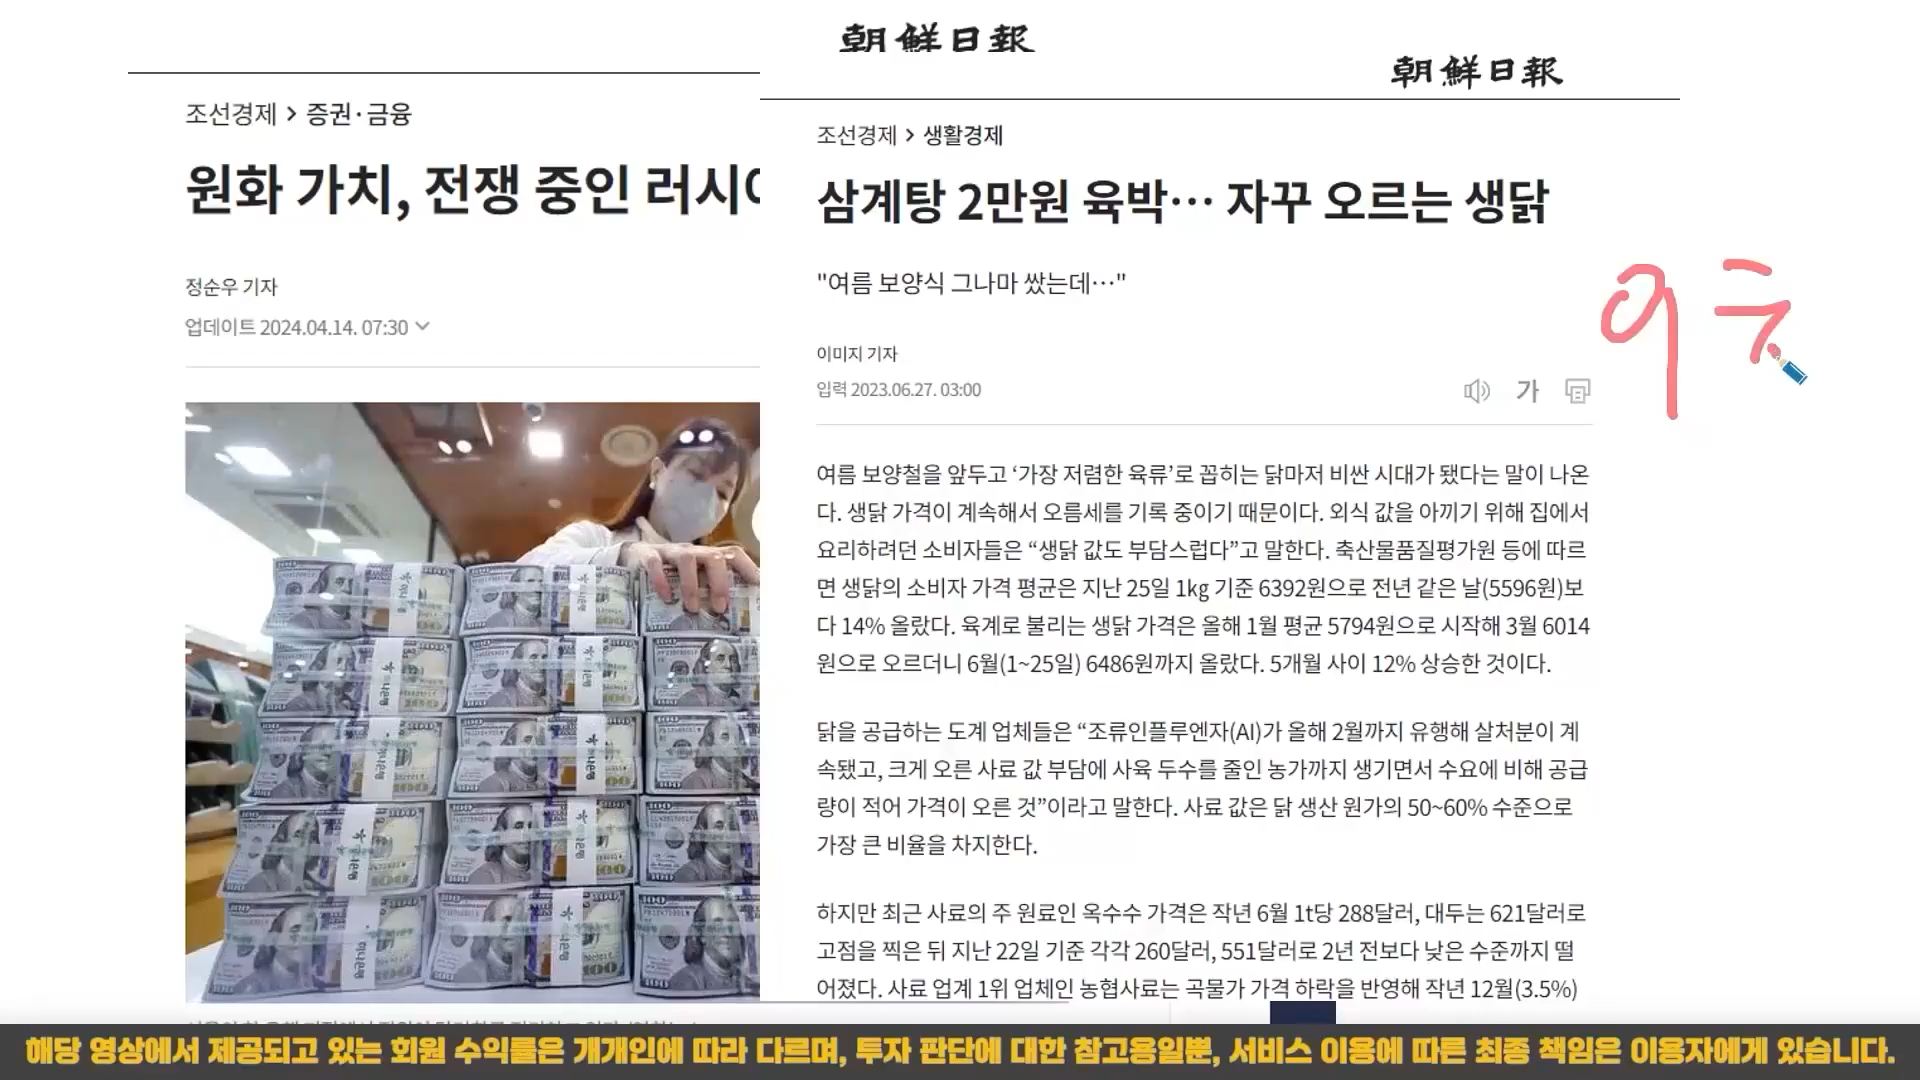 朝鮮日報
조선경제 > 증권·금융
원화 가치, 전쟁 중인 러시아
정순우 기자
업데이트 2024.04.14. 07:30
朝鮮日報
조선경제 > 생활경제
삼계탕 2만원 육박… 자꾸 오르는 생닭
"여름 보양식 그나마 쌌는데…"
이미지 기자
입력 2023.06.27. 03:00
가
여름 보양철을 앞두고 ‘가장 저렴한 육류’로 꼽히는 닭마저 비싼 시대가 됐다는 말이 나온
다. 생닭 가격이 계속해서 오름세를 기록 중이기 때문이다. 외식 값을 아끼기 위해 집에서
요리하려던 소비자들은 “생닭 값도 부담스럽다”고 말한다. 축산물품질평가원 등에 따르
면 생닭의 소비자 가격 평균은 지난 25일 1kg 기준 6392원으로 전년 같은 날(5596원)보
다 14% 올랐다. 육계로 불리는 생닭 가격은 올해 1월 평균 5794원으로 시작해 3월 6014
원으로 오르더니 6월(1~25일) 6486원까지 올랐다. 5개월 사이 12% 상승한 것이다.
닭을 공급하는 도계 업체들은 “조류인플루엔자(AI)가 올해 2월까지 유행해 살처분이 계
속됐고, 크게 오른 사료 값 부담에 사육 두수를 줄인 농가까지 생기면서 수요에 비해 공급
량이 적어 가격이 오른 것”이라고 말한다. 사료 값은 닭 생산 원가의 50~60% 수준으로
가장 큰 비율을 차지한다.
하지만 최근 사료의 주 원료인 옥수수 가격은 작년 6월 1t당 288달러, 대두는 621달러로
고점을 찍은 뒤 지난 22일 기준 각각 260달러, 551달러로 2년 전보다 낮은 수준까지 떨
어졌다. 사료 업계 1위 업체인 농협사료는 곡물가 가격 하락을 반영해 작년 12월(3.5%)
해당 영상에서 제공되고 있는 회원 수익률은 개개인에 따라 다르며, 투자 판단에 대한 참고용일뿐, 서비스 이용에 따른 최종 책임은 이용자에게 있습니다.